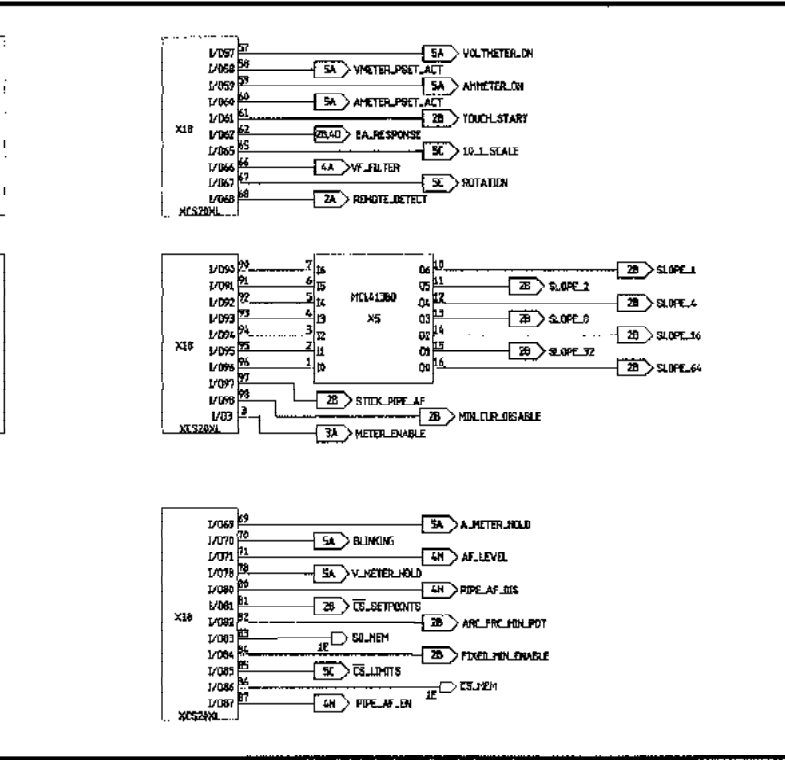 I/O57 57 5A VOLTMETER_ON
I/O58 58 5A VMETER_PSET_ACT
I/O59 59 5A AMMETER_ON
I/O60 60 5A AMETER_PSET_ACT
I/O61 61 2B TOUCH_START
X18 I/O62 62 2B,4D EA_RESPONSE
I/O65 65 5C 10_1_SCALE
I/O66 66 4A VF_FILTER
I/O67 67 5C ROTATION
I/O68 68 2A REMOTE_DETECT
XCS20XL
I/O90 90 7 I6 O6 10 2B SLOPE_1
I/O91 91 6 I5 O5 11 2B SLOPE_2
I/O92 92 5 I4 MC1413BD O4 12 2B SLOPE_4
I/O93 93 4 I3 X5 O3 13 2B SLOPE_8
I/O94 94 3 I2 O2 14 2B SLOPE_16
X18 I/O95 95 2 I1 O1 15 2B SLOPE_32
I/O96 96 1 I0 O0 16 2B SLOPE_64
I/O97 97 2B STICK_PIPE_AF
I/O98 98 2B MIN_CUR_DISABLE
I/O3 3 3A METER_ENABLE
XCS20XL
I/O69 69 5A A_METER_HOLD
I/O70 70 5A BLINKING
I/O71 71 4H AF_LEVEL
I/O78 78 5A V_METER_HOLD
I/O80 80 4H PIPE_AF_DIS
I/O81 81 2B CS_SETPOINTS
X18 I/O82 82 2B ARC_FRC_MIN_POT
I/O83 83 1E SO_MEM
I/O84 84 2B FIXED_MIN_ENABLE
I/O85 85 5C CS_LIMITS
I/O86 86 1E CS_MEM
I/O87 87 4H PIPE_AF_EN
XCS20XL